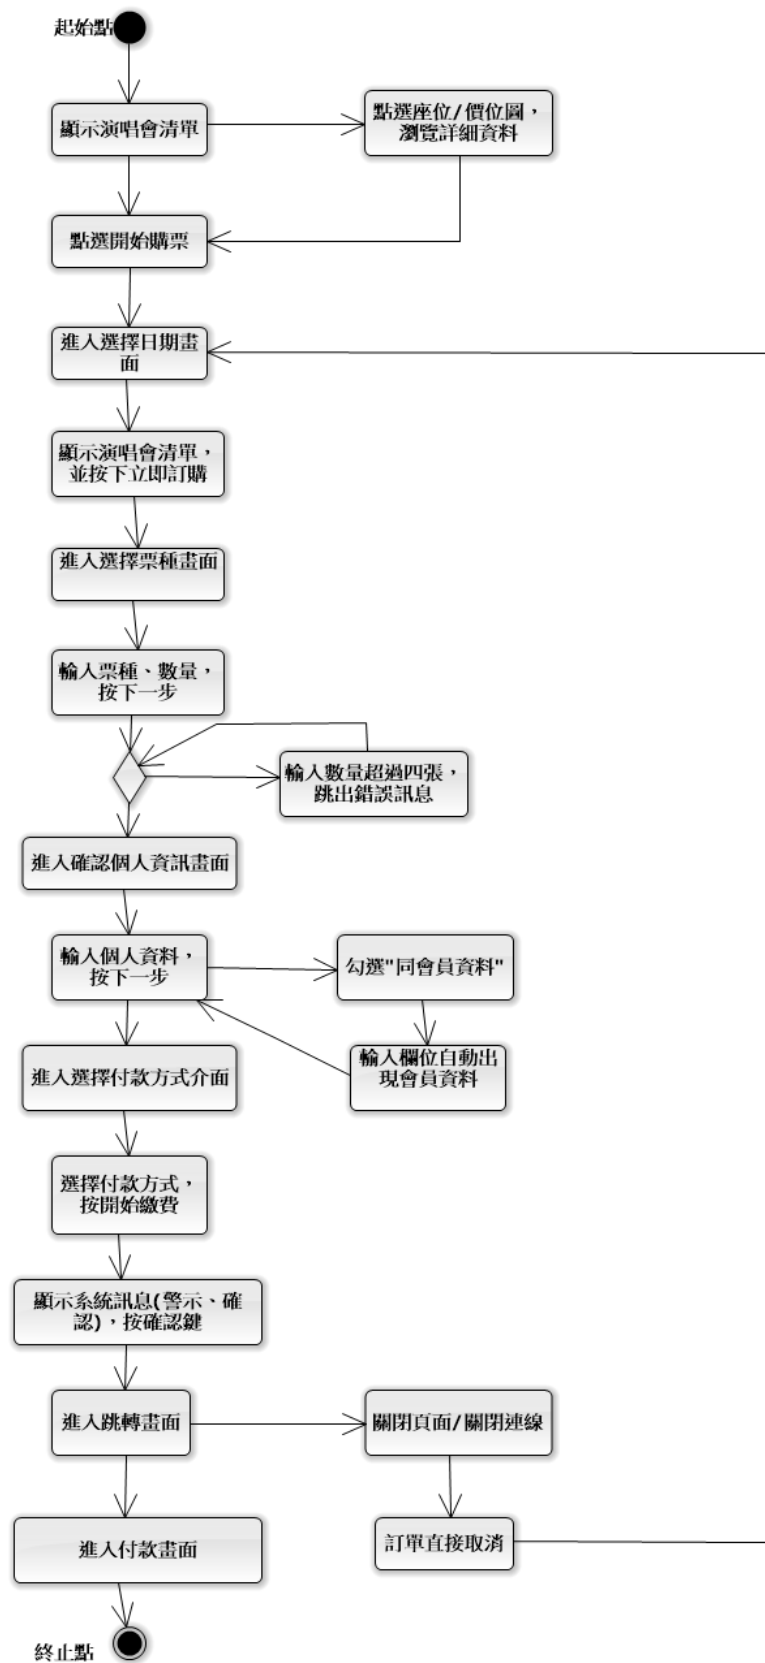 起始點
顯示演唱會清單
點選座位/價位圖，
瀏覽詳細資料
點選開始購票
進入選擇日期畫
面
顯示演唱會清單，
並按下立即訂購
進入選擇票種畫面
輸入票種、數量，
按下一步
輸入數量超過四張，
跳出錯誤訊息
進入確認個人資訊畫面
輸入個人資料，
按下一步
勾選"同會員資料"
輸入欄位自動出
現會員資料
進入選擇付款方式介面
選擇付款方式，
按開始繳費
顯示系統訊息(警示、確
認)，按確認鍵
進入跳轉畫面
關閉頁面/關閉連線
進入付款畫面
訂單直接取消
終止點